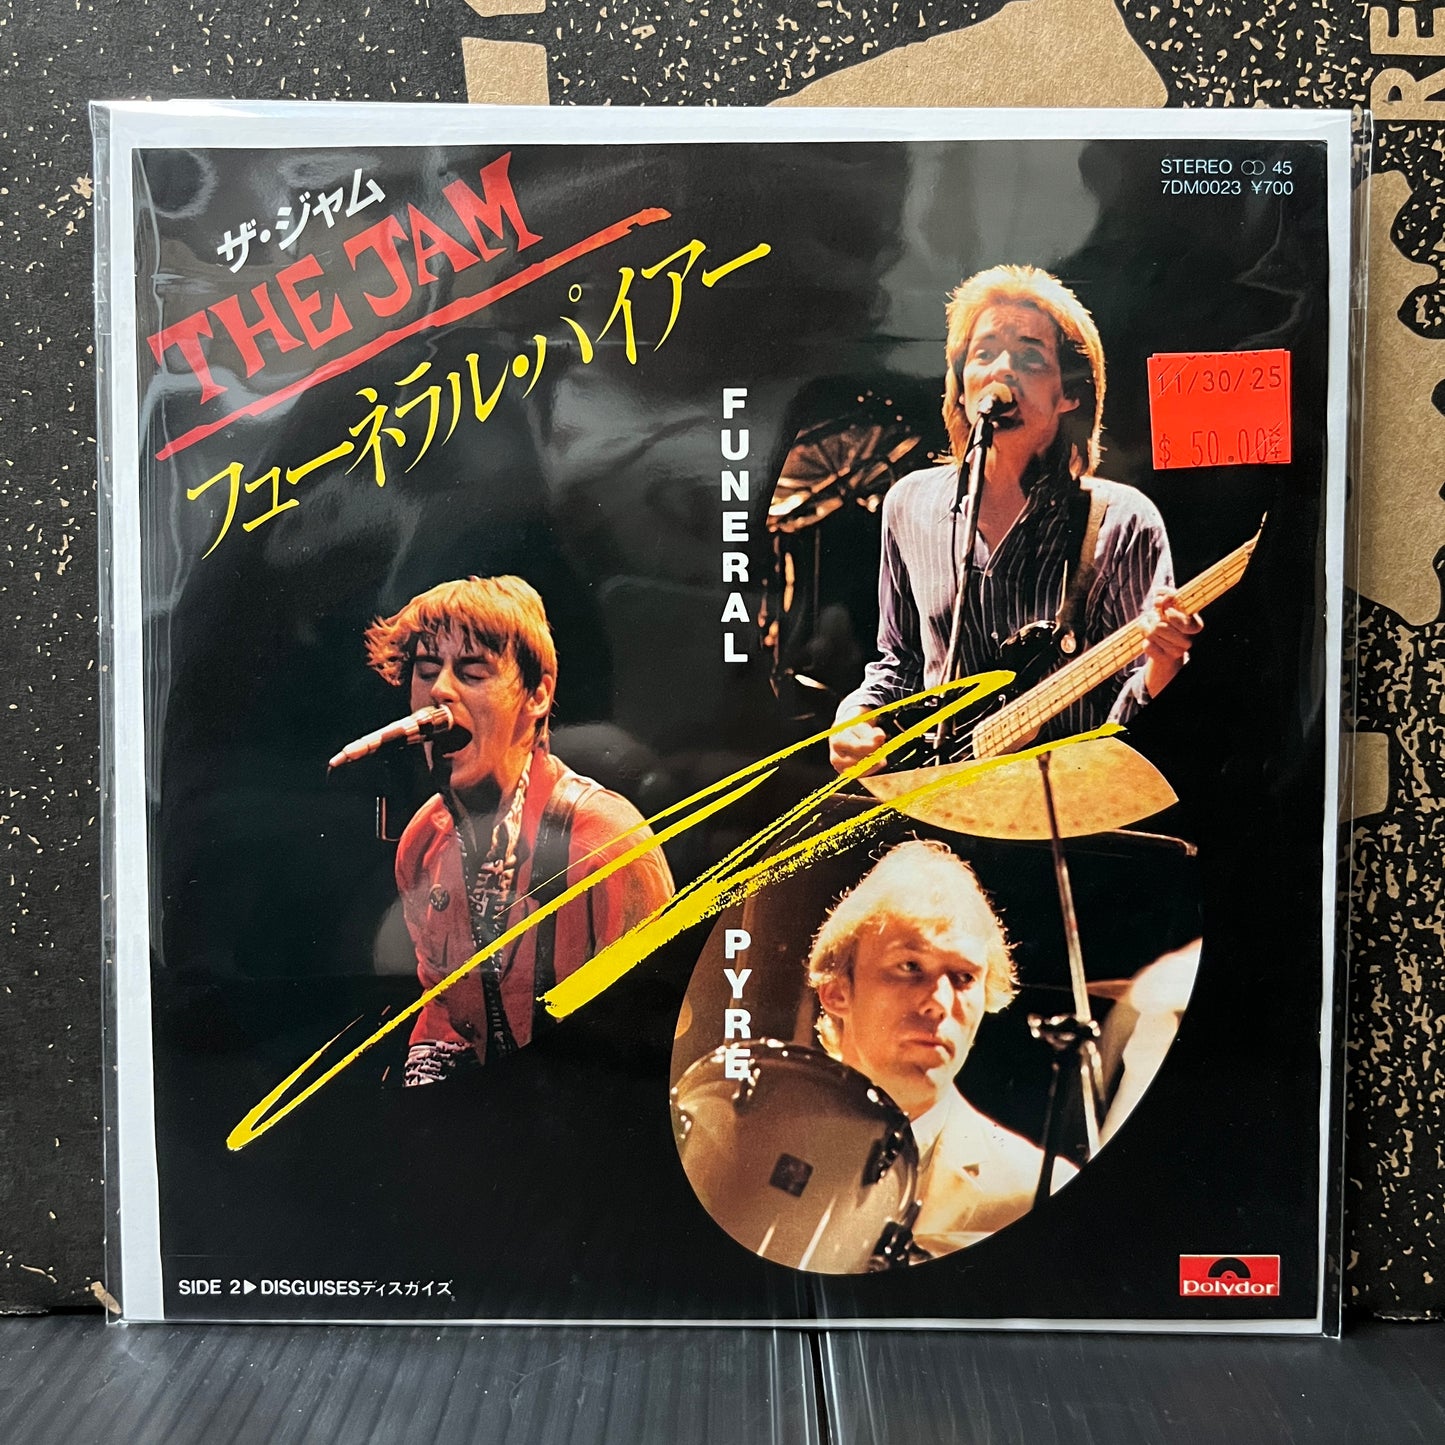 ザ・ジャム
THE JAM
フューネラル・パイアー
STEREO 45
7DM0023 ¥700
11/30/25
$ 50.00
FUNERAL
PYRE
SIDE 2▶DISGUISESディスガイズ
polydor